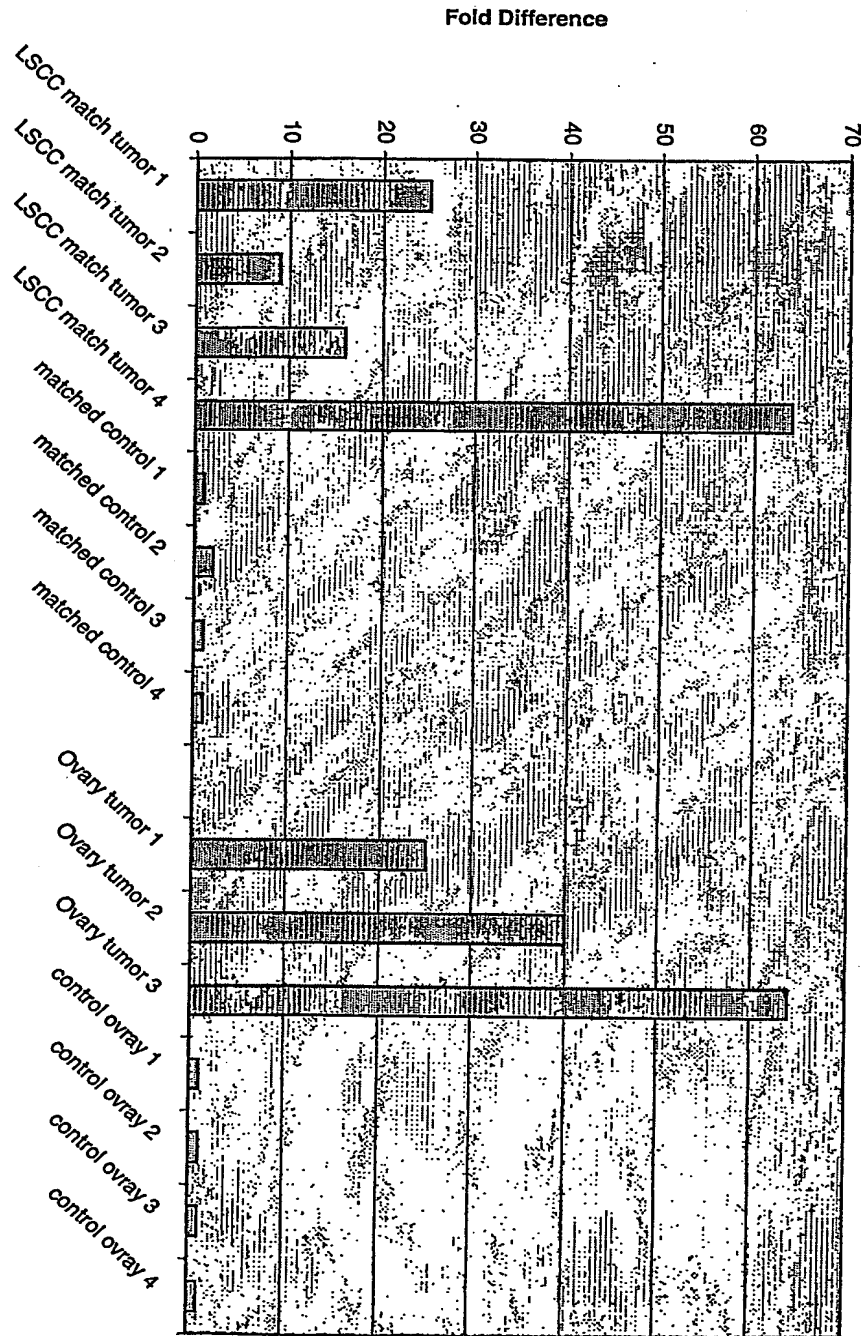 Fold Difference
0
10
20
30
40
50
60
70
LSCC match tumor 1
LSCC match tumor 2
LSCC match tumor 3
LSCC match tumor 4
matched control 1
matched control 2
matched control 3
matched control 4
Ovary tumor 1
Ovary tumor 2
Ovary tumor 3
control ovray 1
control ovray 2
control ovray 3
control ovray 4